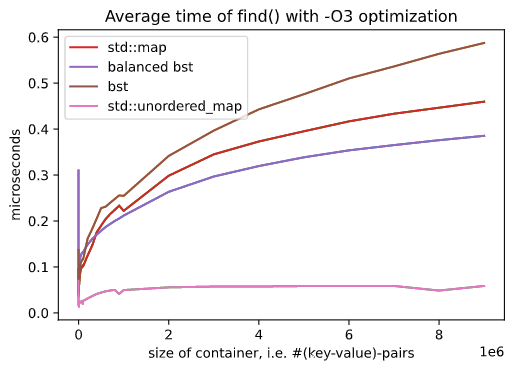 Average time of find() with -O3 optimization
std::map
balanced bst
bst
std::unordered_map
microseconds
0.6
0.5
0.4
0.3
0.2
0.1
0.0
0 2 4 6 8
1e6
size of container, i.e. #(key-value)-pairs